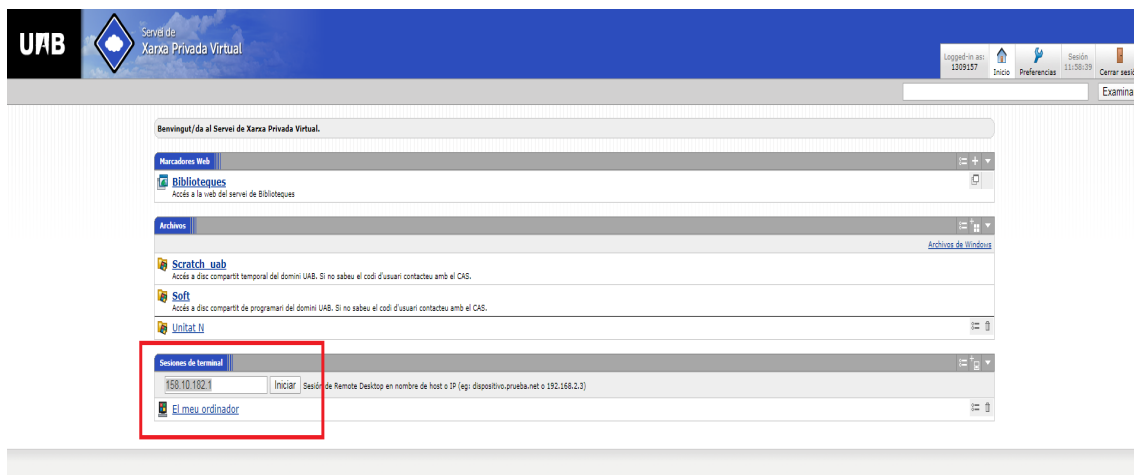 UAB
Servei de
Xarxa Privada Virtual
Logged-in as:
1309157
Inicio
Preferencias
Sesión
11:58:39
Cerrar sesió
Examina
Benvingut/da al Servei de Xarxa Privada Virtual.
Marcadores Web
Biblioteques
Accés a la web del servei de Biblioteques
Archivos
Archivos de Windows
Scratch_uab
Accés a disc compartit temporal del domini UAB. Si no sabeu el codi d'usuari contacteu amb el CAS.
Soft
Accés a disc compartit de programari del domini UAB. Si no sabeu el codi d'usuari contacteu amb el CAS.
Unitat N
Sesiones de terminal
158.10.182.1 Iniciar Sesión de Remote Desktop en nombre de host o IP (eg: dispositivo.prueba.net o 192.168.2.3)
El meu ordinador